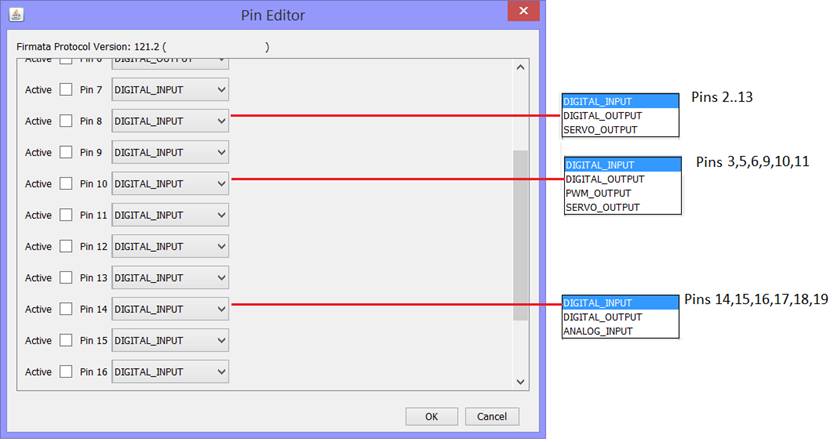 Pin Editor
Firmata Protocol Version: 121.2 ( )
Active Pin 6 DIGITAL_OUTPUT
Active Pin 7 DIGITAL_INPUT
Active Pin 8 DIGITAL_INPUT
Active Pin 9 DIGITAL_INPUT
Active Pin 10 DIGITAL_INPUT
Active Pin 11 DIGITAL_INPUT
Active Pin 12 DIGITAL_INPUT
Active Pin 13 DIGITAL_INPUT
Active Pin 14 DIGITAL_INPUT
Active Pin 15 DIGITAL_INPUT
Active Pin 16 DIGITAL_INPUT
OK Cancel
DIGITAL_INPUT Pins 2..13
DIGITAL_OUTPUT
SERVO_OUTPUT
DIGITAL_INPUT Pins 3,5,6,9,10,11
DIGITAL_OUTPUT
PWM_OUTPUT
SERVO_OUTPUT
DIGITAL_INPUT Pins 14,15,16,17,18,19
DIGITAL_OUTPUT
ANALOG_INPUT